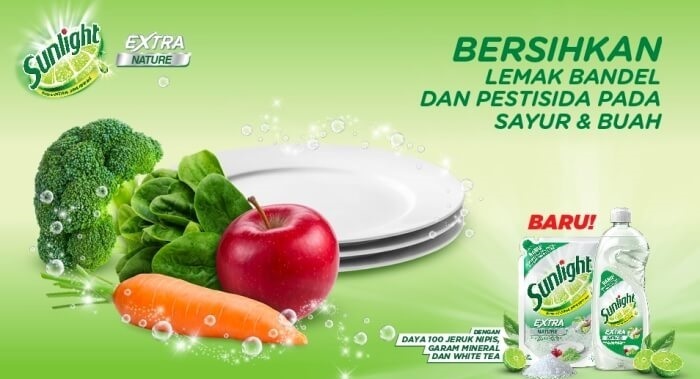 Sunlight
EXTRA
NATURE
BERSIHKAN
LEMAK BANDEL
DAN PESTISIDA PADA
SAYUR & BUAH
BARU!
Sunlight
EXTRA
NATURE
Sunlight
EXTRA
DENGAN
DAYA 100 JERUK NIPIS,
GARAM MINERAL
DAN WHITE TEA